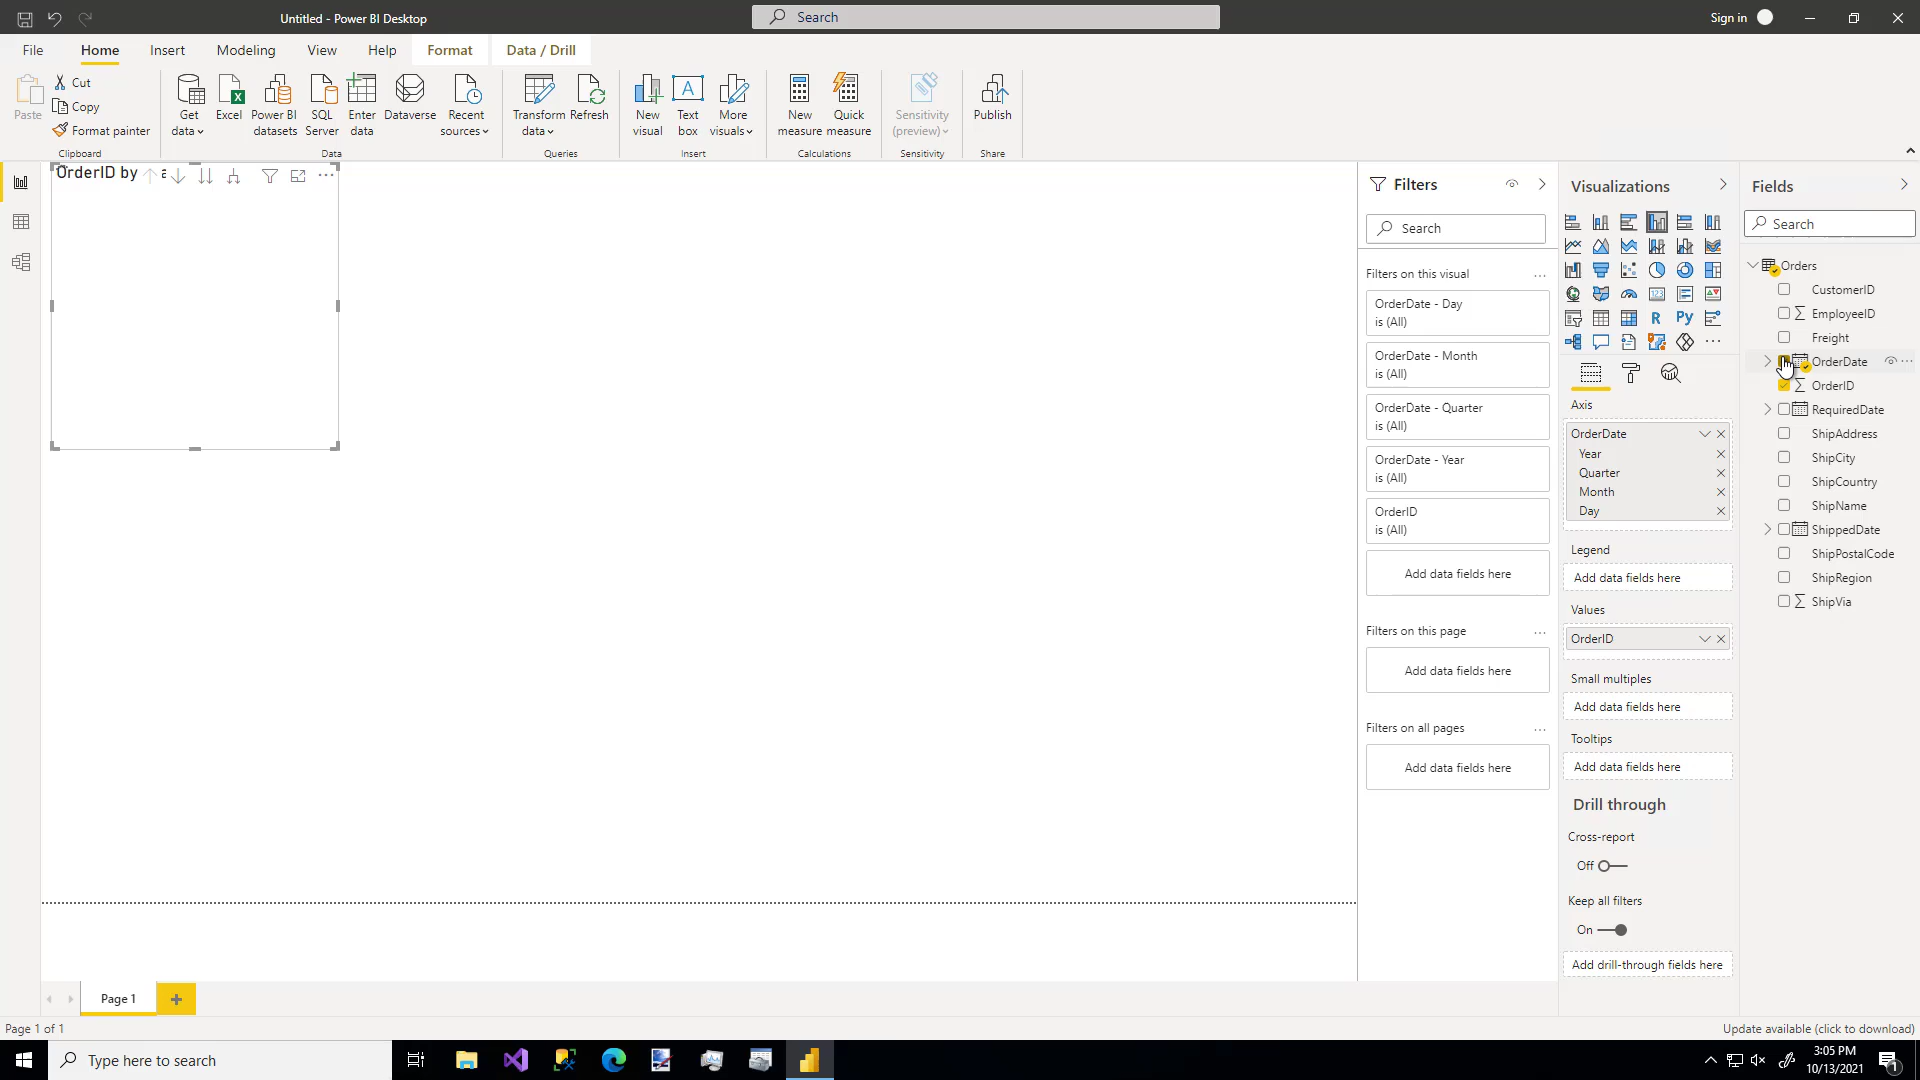 Untitled - Power BI Desktop
Search
Sign in
File
Home
Insert
Modeling
View
Help
Format
Data / Drill
Paste
Cut
Copy
Format painter
Clipboard
Get data
Excel
Power BI datasets
SQL Server
Enter data
Dataverse
Recent sources
Data
Transform data
Refresh
Queries
New visual
Text box
More visuals
Insert
New measure
Quick measure
Calculations
Sensitivity (preview)
Sensitivity
Publish
Share
OrderID by
Filters
Search
Filters on this visual
OrderDate - Day
is (All)
OrderDate - Month
is (All)
OrderDate - Quarter
is (All)
OrderDate - Year
is (All)
OrderID
is (All)
Add data fields here
Filters on this page
Add data fields here
Filters on all pages
Add data fields here
Visualizations
R
Py
Axis
OrderDate
Year
Quarter
Month
Day
Legend
Add data fields here
Values
OrderID
Small multiples
Add data fields here
Tooltips
Add data fields here
Drill through
Cross-report
Off
Keep all filters
On
Add drill-through fields here
Fields
Search
Orders
CustomerID
EmployeeID
Freight
OrderDate
OrderID
RequiredDate
ShipAddress
ShipCity
ShipCountry
ShipName
ShippedDate
ShipPostalCode
ShipRegion
ShipVia
Page 1
Page 1 of 1
Update available (click to download)
Type here to search
3:05 PM
10/13/2021
1